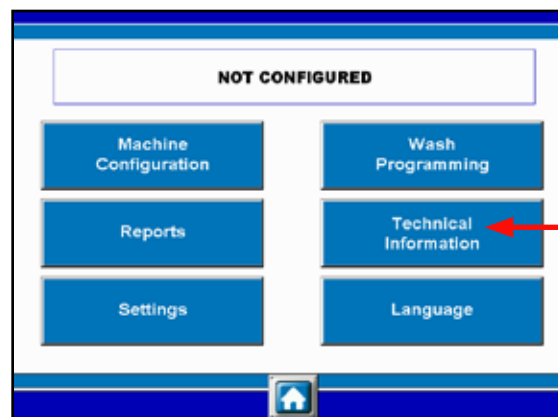 NOT CONFIGURED
Machine
Configuration
Wash
Programming
Reports
Technical
Information
Settings
Language